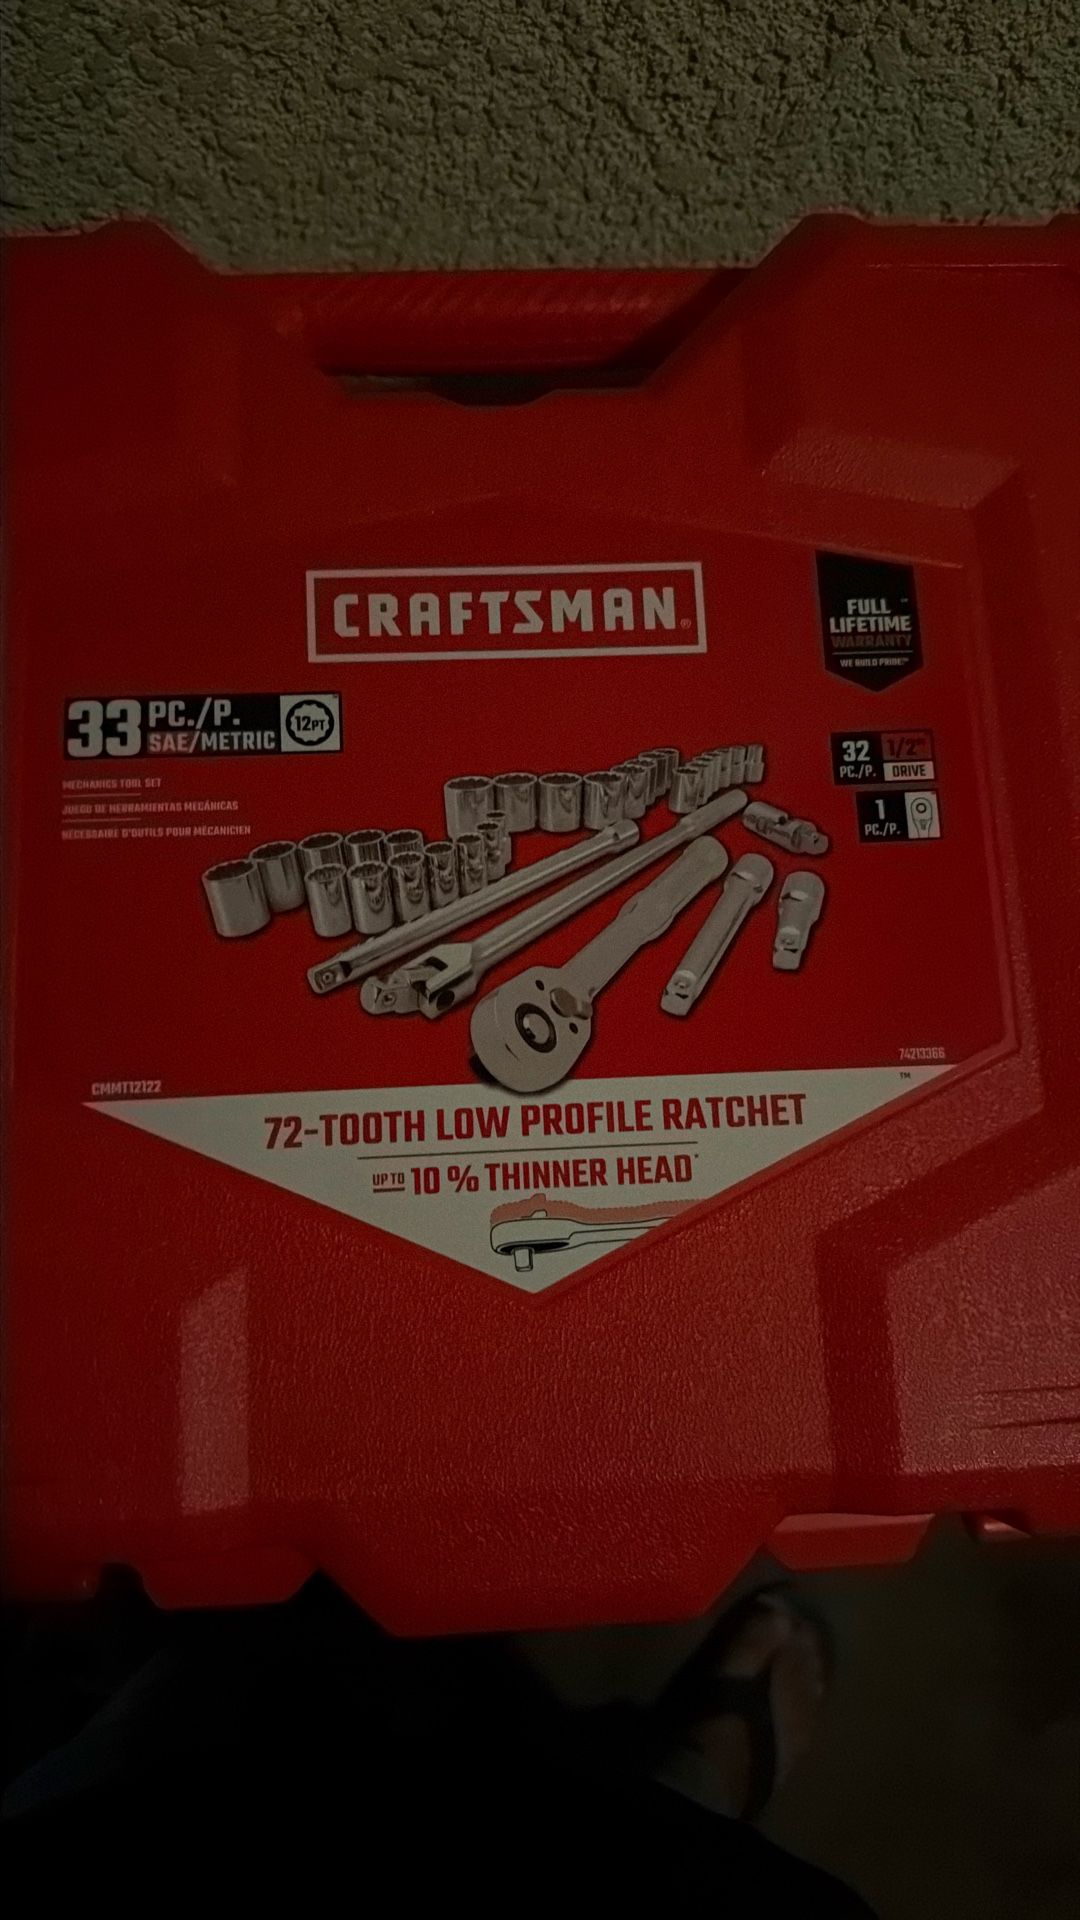 CRAFTSMAN®
FULL
LIFETIME
WARRANTY
WE BUILD PRIDE.™
33 PC./P.
SAE/METRIC
12PT
MECHANICS TOOL SET
JUEGO DE HERRAMIENTAS MECÁNICAS
NÉCESSAIRE D'OUTILS POUR MÉCANICIEN
32 1/2"
PC./P. DRIVE
1
PC./P.
74213366
CMMT12122
™
72-TOOTH LOW PROFILE RATCHET
UP TO 10 % THINNER HEAD*